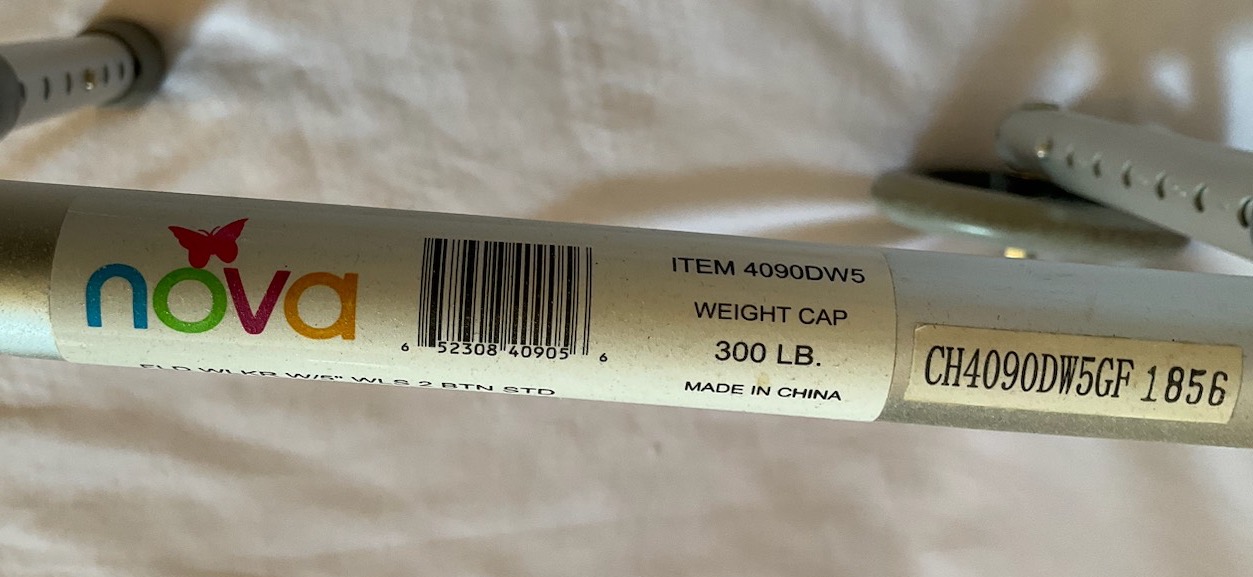 nova
6 52308 40905 6
FLD WLKR W/5" WLS 2 BTN STD
ITEM 4090DW5
WEIGHT CAP
300 LB.
MADE IN CHINA
CH4090DW5GF 1856